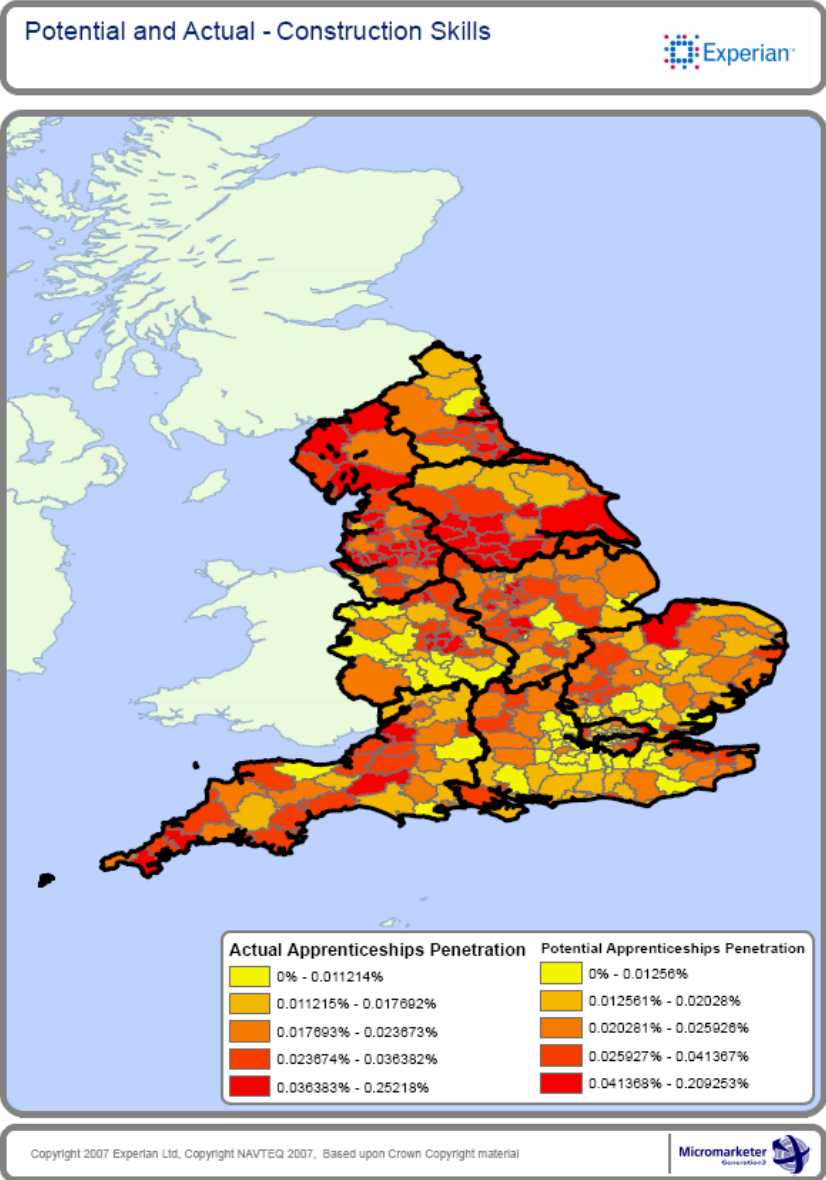 Potential and Actual - Construction Skills
Experian™
Actual Apprenticeships Penetration
0% - 0.011214%
0.011215% - 0.017692%
0.017693% - 0.023673%
0.023674% - 0.036382%
0.036383% - 0.25218%
Potential Apprenticeships Penetration
0% - 0.01256%
0.012561% - 0.02028%
0.020281% - 0.025926%
0.025927% - 0.041367%
0.041368% - 0.209253%
Copyright 2007 Experian Ltd, Copyright NAVTEQ 2007, Based upon Crown Copyright material
Micromarketer
Generation3